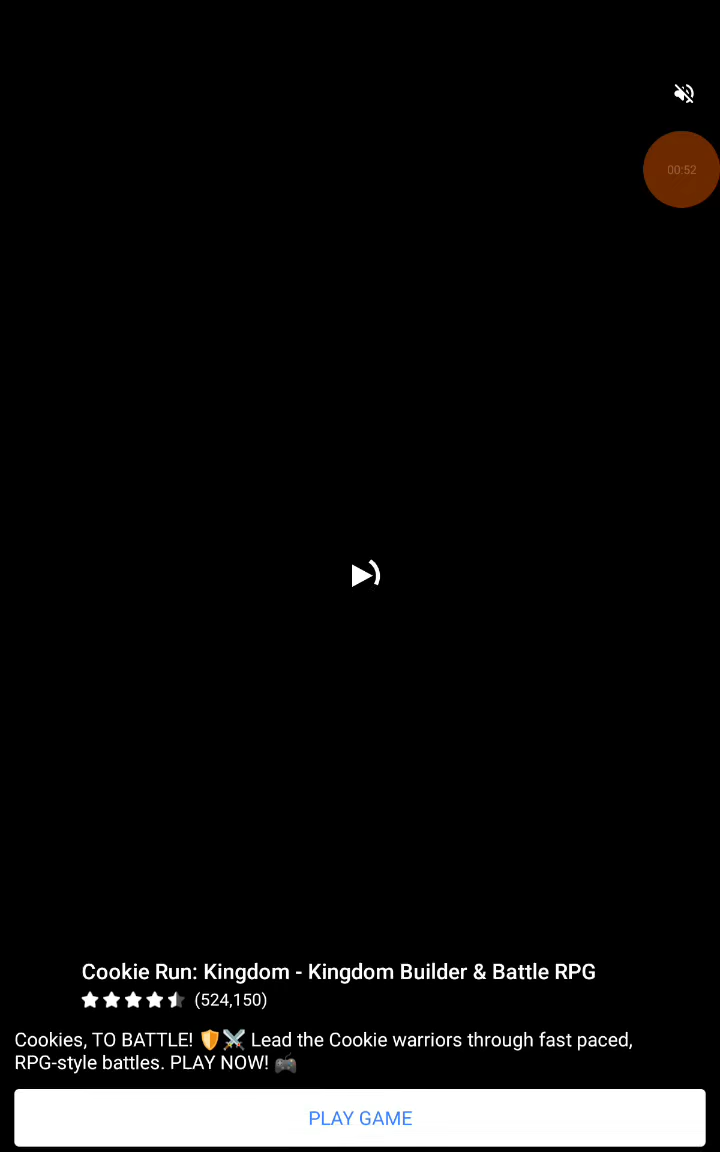 00:52
Cookie Run: Kingdom - Kingdom Builder & Battle RPG
(524,150)
Cookies, TO BATTLE! 🛡️⚔️ Lead the Cookie warriors through fast paced,
RPG-style battles. PLAY NOW! 🎮
PLAY GAME